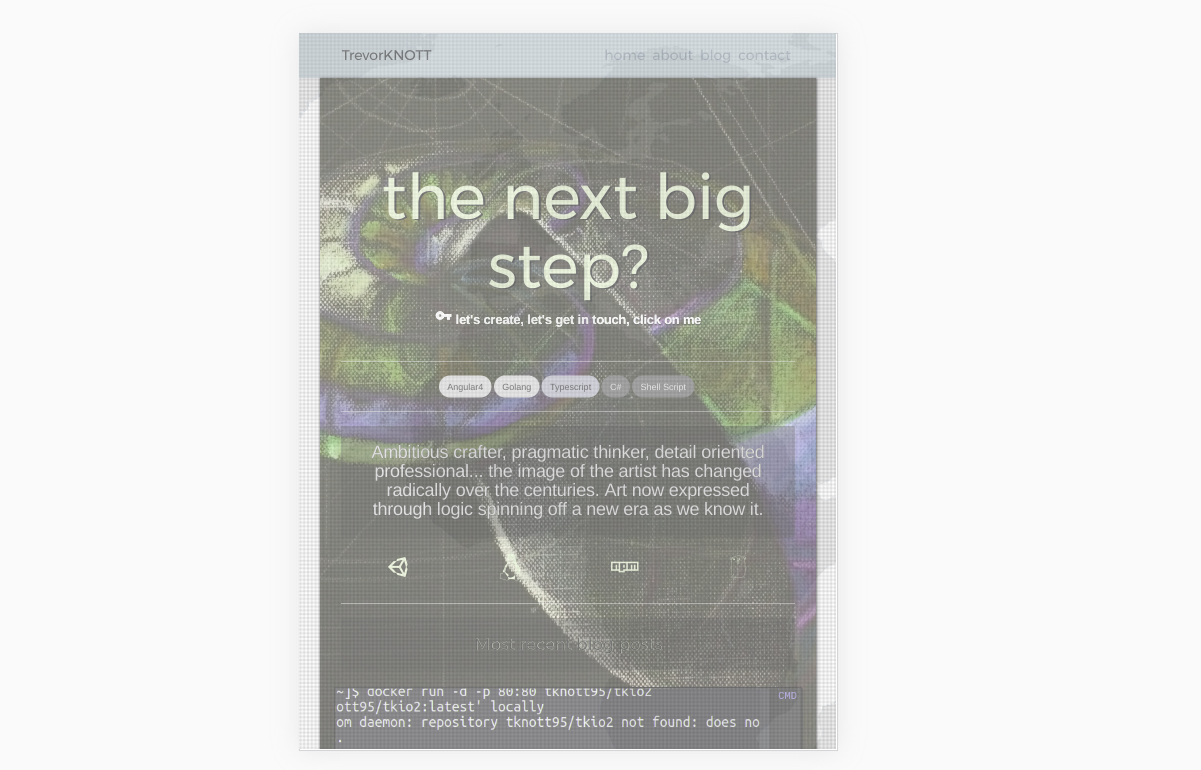 TrevorKNOTT
home about blog contact
the next big
step?
let's create, let's get in touch, click on me
Angular4 Golang Typescript C# Shell Script
Ambitious crafter, pragmatic thinker, detail oriented
professional... the image of the artist has changed
radically over the centuries. Art now expressed
through logic spinning off a new era as we know it.
npm
Most recent blog posts
CMD
~]$ docker run -d -p 80:80 tknott95/tkio2
ott95/tkio2:latest' locally
om daemon: repository tknott95/tkio2 not found: does no
.